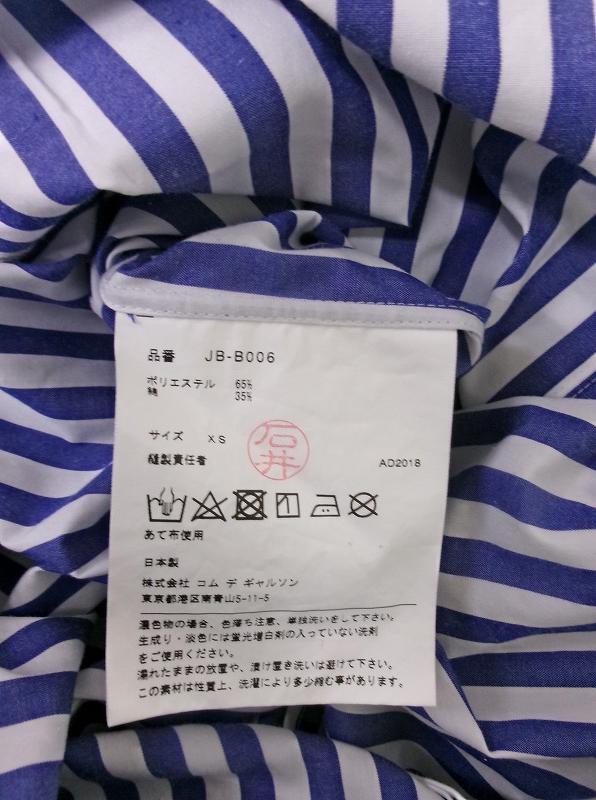 品番 JB-B006
ポリエステル 65%
綿 35%
サイズ XS
石井
縫製責任者
AD2018
あて布使用
日本製
株式会社 コム デ ギャルソン
東京都港区南青山5-11-5
濃色物の場合、色落ち注意、単独洗いをして下さい。
生成り・淡色には蛍光増白剤の入っていない洗剤
をご使用ください。
濡れたままの放置や、漬け置き洗いは避けて下さい。
この素材は性質上、洗濯により多少縮む事があります。